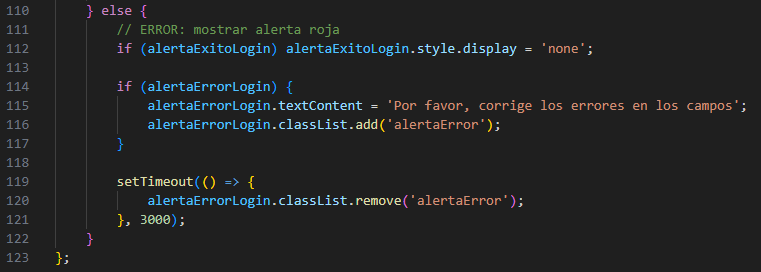 110 } else {
111 // ERROR: mostrar alerta roja
112 if (alertaExitoLogin) alertaExitoLogin.style.display = 'none';
113
114 if (alertaErrorLogin) {
115 alertaErrorLogin.textContent = 'Por favor, corrige los errores en los campos';
116 alertaErrorLogin.classList.add('alertaError');
117 }
118
119 setTimeout(() => {
120 alertaErrorLogin.classList.remove('alertaError');
121 }, 3000);
122 }
123 };